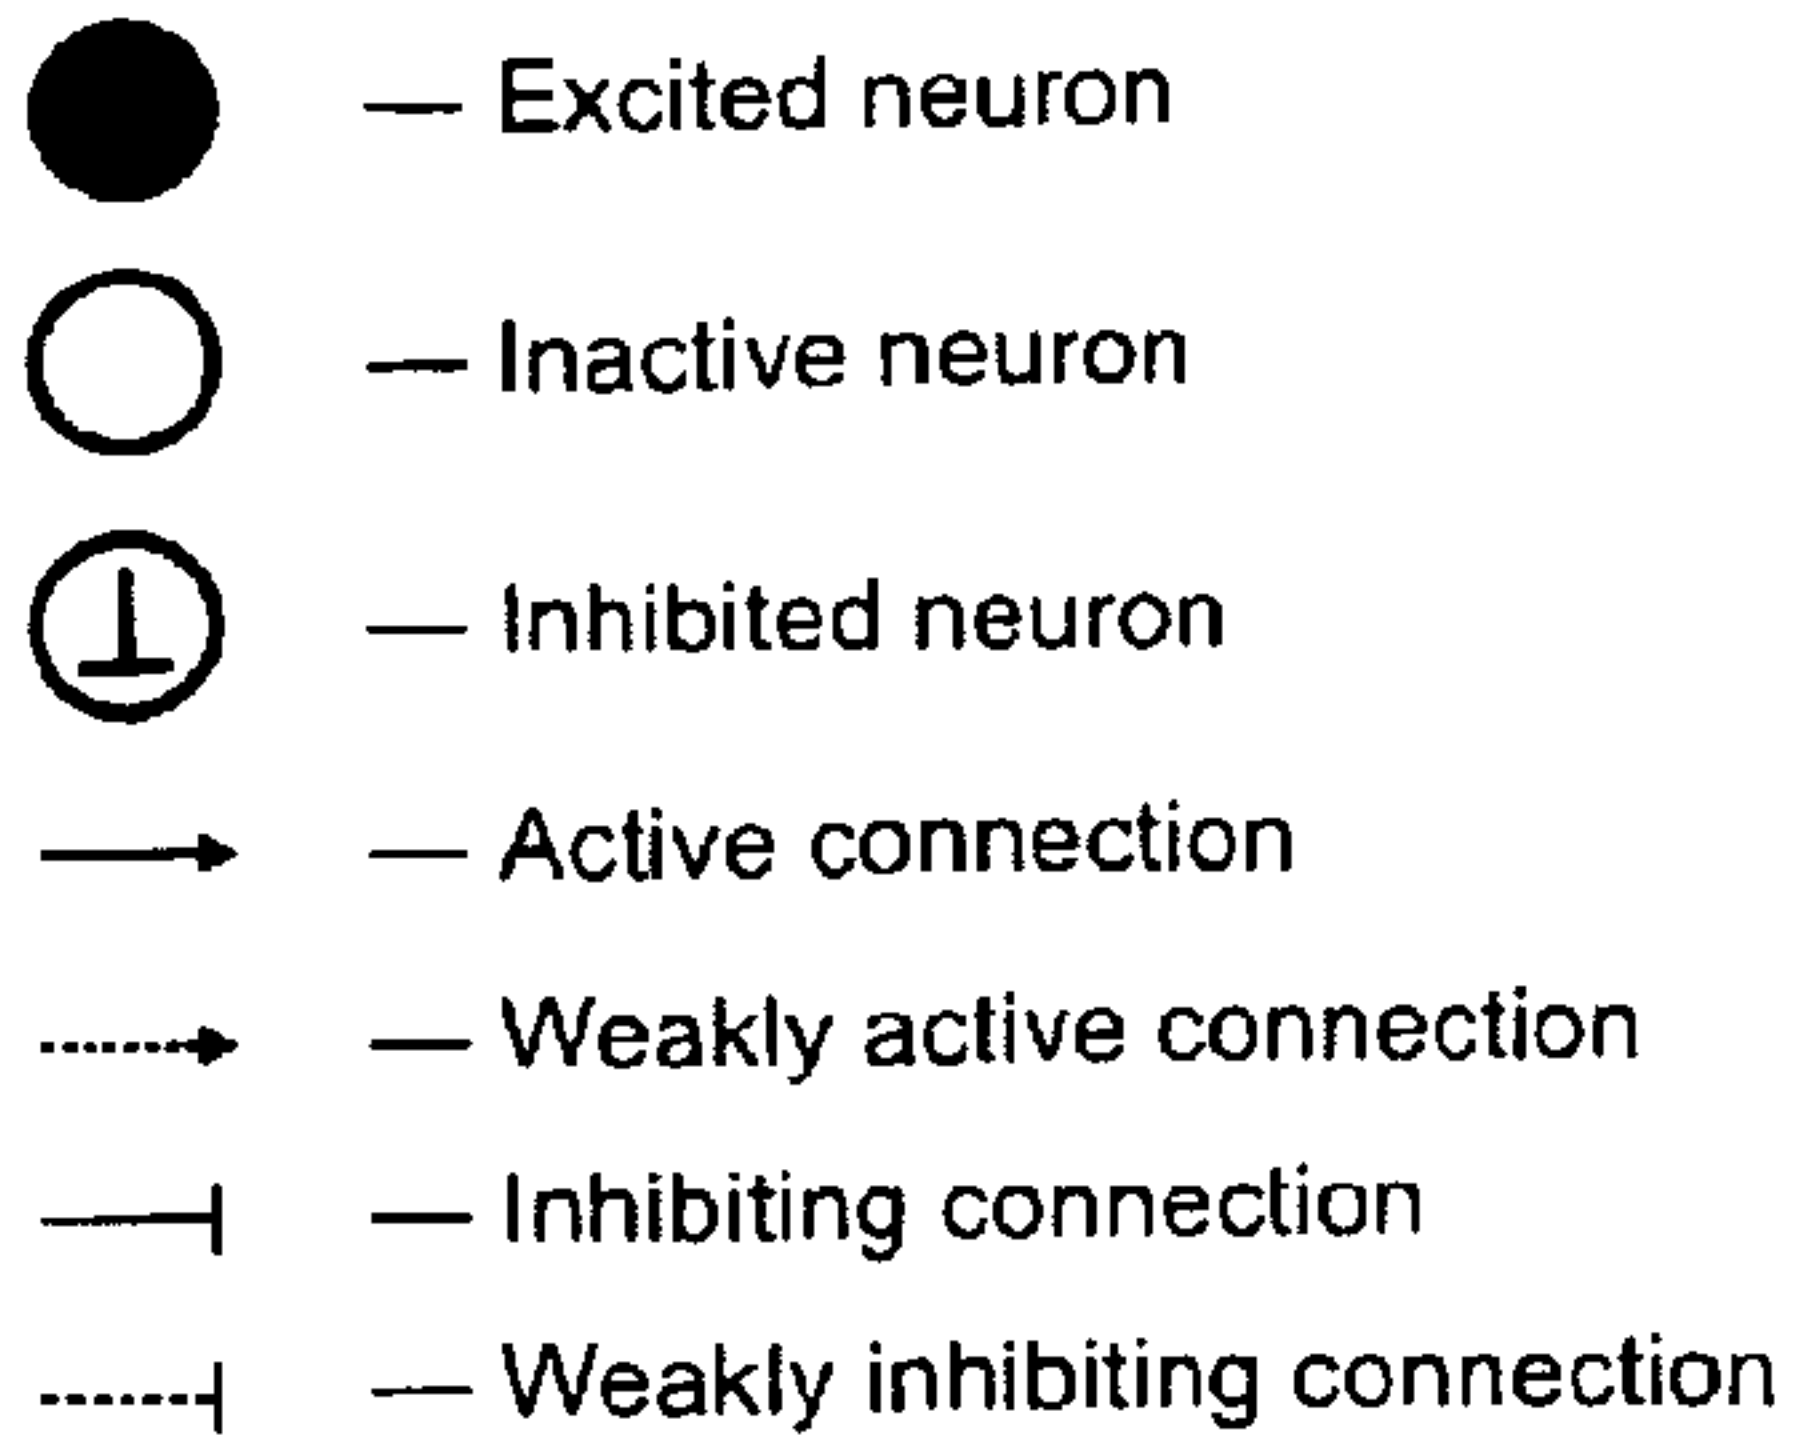 — Excited neuron
— Inactive neuron
— Inhibited neuron
— Active connection
— Weakly active connection
— Inhibiting connection
— Weakly inhibiting connection